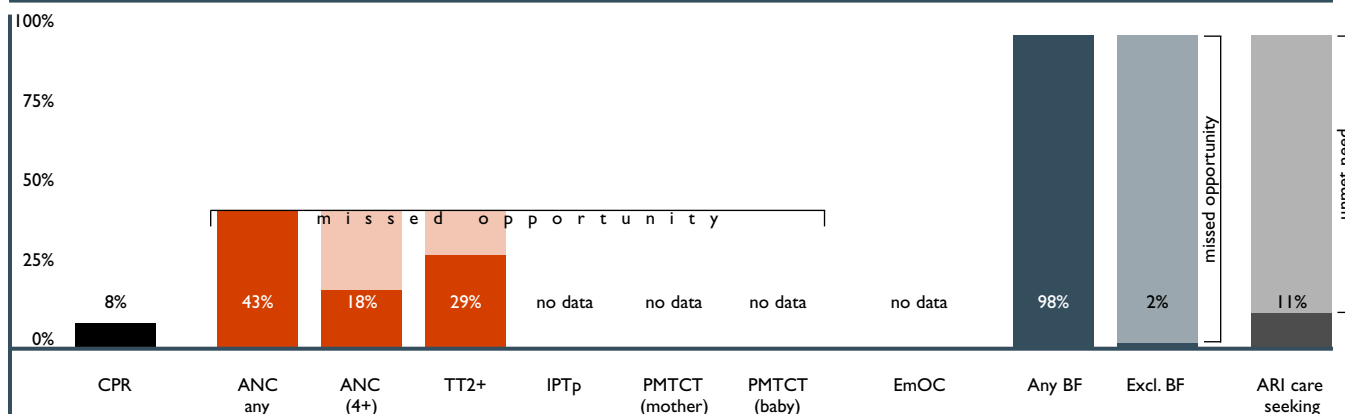 100%
75%
50%
25%
0%
missed opportunity
8%
43%
18%
29%
no data
no data
no data
no data
98%
2%
11%
missed opportunity
unmet need
CPR
ANC
any
ANC
(4+)
TT2+
IPTp
PMTCT
(mother)
PMTCT
(baby)
EmOC
Any BF
Excl. BF
ARI care
seeking